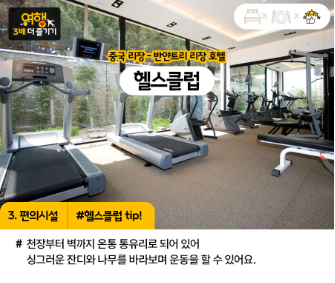 여행
3배 더 즐기기
중국 리장 - 반얀트리 리장 호텔
헬스클럽
3. 편의시설 #헬스클럽 tip!
# 천장부터 벽까지 온통 통유리로 되어 있어
싱그러운 잔디와 나무를 바라보며 운동을 할 수 있어요.